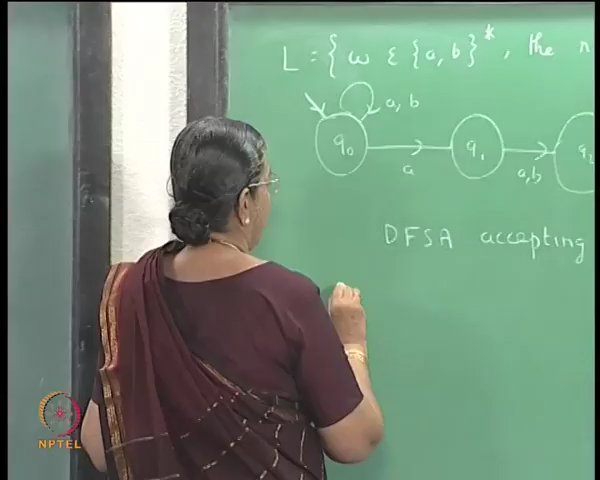 L = { ω ε {a, b}*, the n
a, b
q0 q1 q
a a,b
DFSA accepting
NPTEL